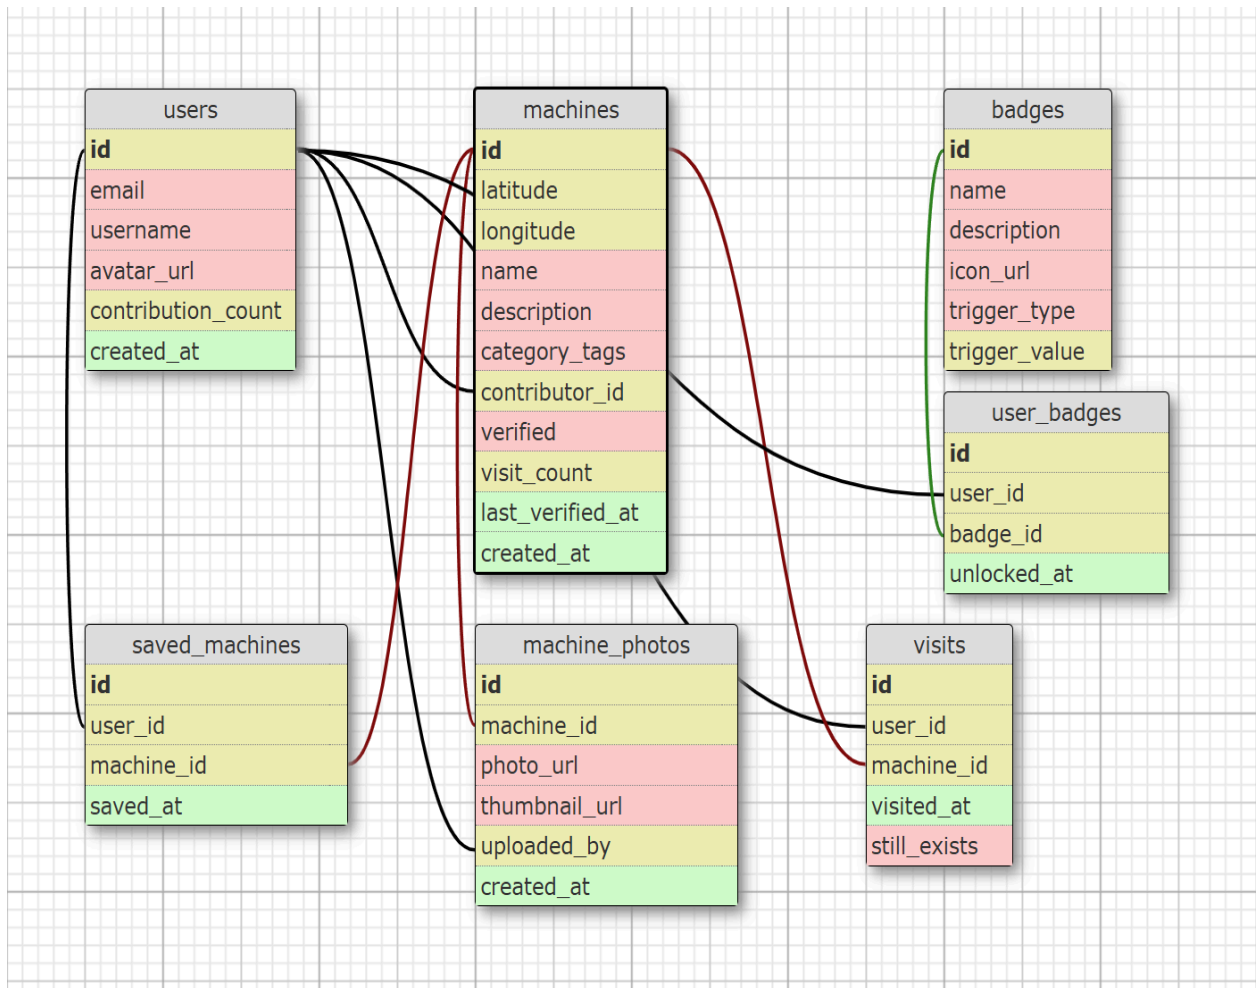 users
id
email
username
avatar_url
contribution_count
created_at
machines
id
latitude
longitude
name
description
category_tags
contributor_id
verified
visit_count
last_verified_at
created_at
badges
id
name
description
icon_url
trigger_type
trigger_value
user_badges
id
user_id
badge_id
unlocked_at
saved_machines
id
user_id
machine_id
saved_at
machine_photos
id
machine_id
photo_url
thumbnail_url
uploaded_by
created_at
visits
id
user_id
machine_id
visited_at
still_exists